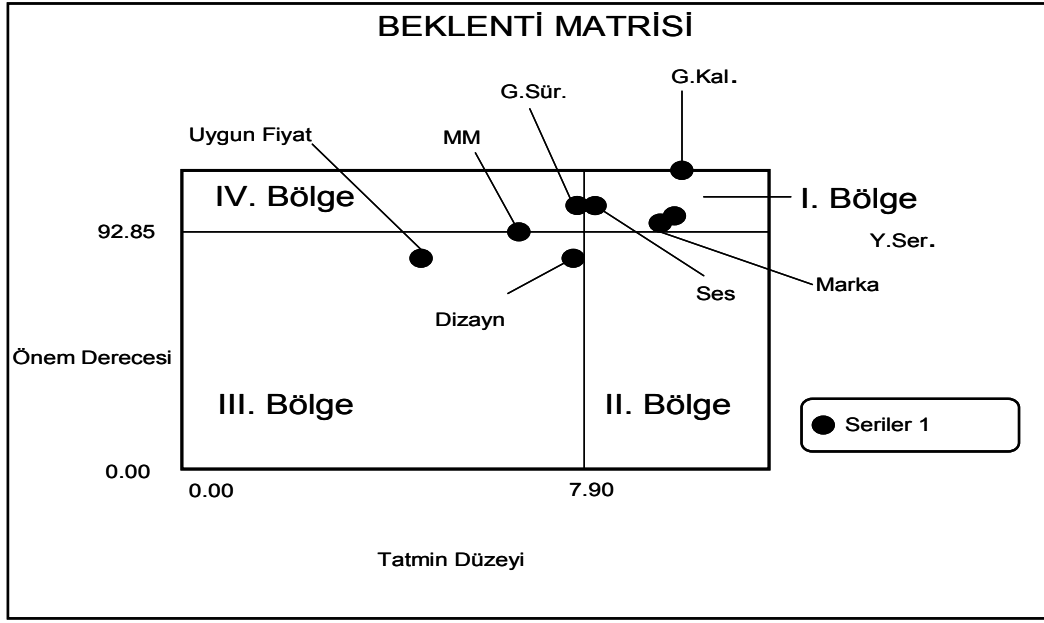 BEKLENTİ MATRİSİ
G.Kal.
G.Sür.
Uygun Fiyat
MM
IV. Bölge
I. Bölge
92.85
Y.Ser.
Marka
Ses
Dizayn
Önem Derecesi
III. Bölge
II. Bölge
Seriler 1
0.00
0.00
7.90
Tatmin Düzeyi